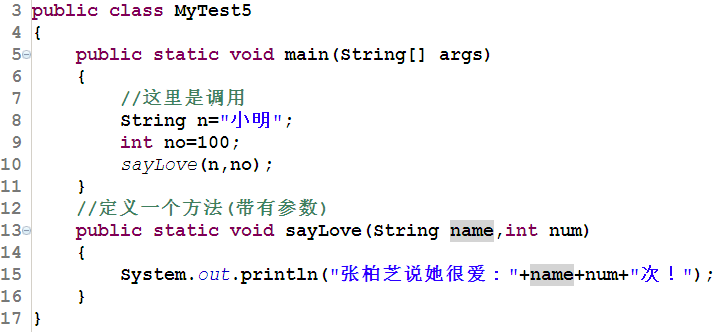 3 public class MyTest5
4 {
5 public static void main(String[] args)
6 {
7 //这里是调用
8 String n="小明";
9 int no=100;
10 sayLove(n,no);
11 }
12 //定义一个方法(带有参数)
13 public static void sayLove(String name,int num)
14 {
15 System.out.println("张柏芝说她很爱："+name+num+"次！");
16 }
17 }